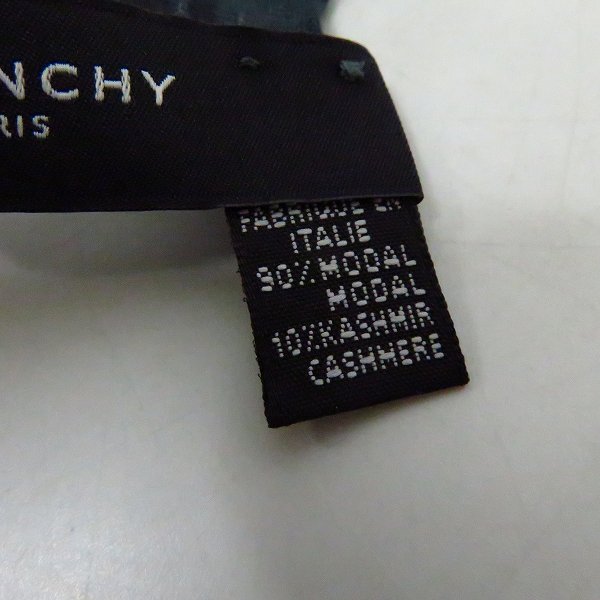 NCHY
RIS
FABRIQUE EN
ITALIE
90% MODAL
MODAL
10% KASHMIR
CASHMERE